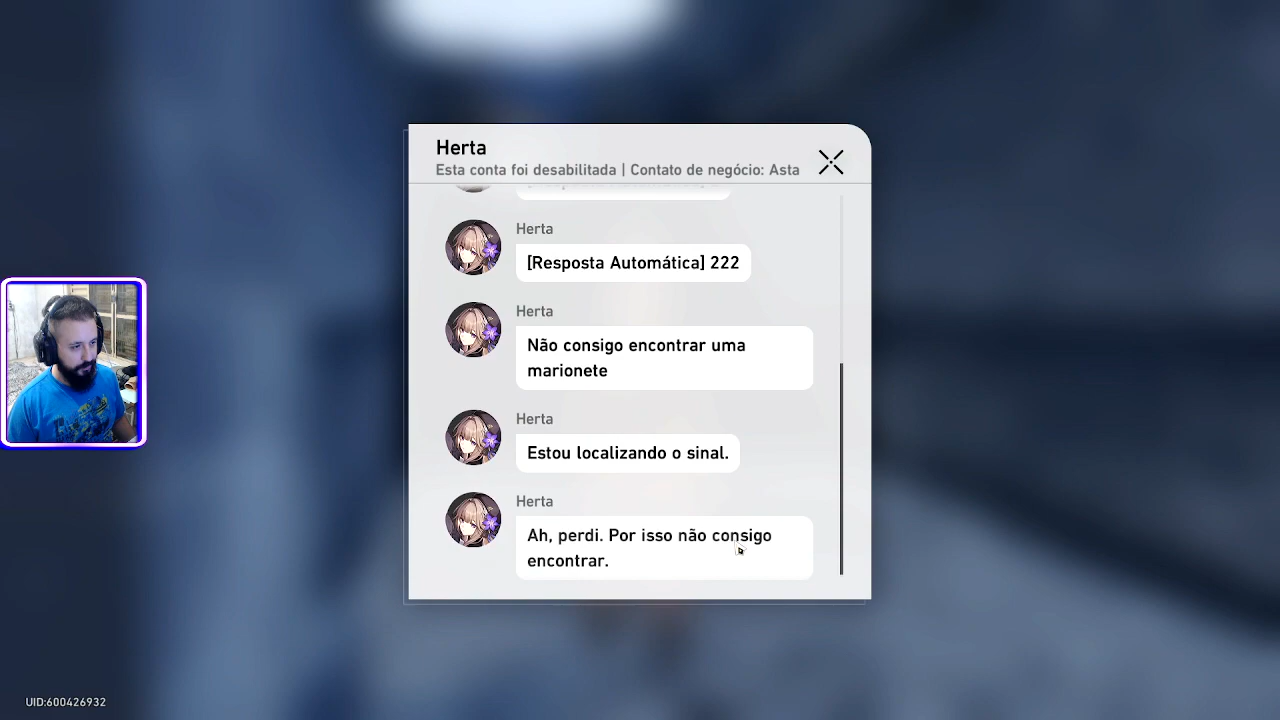 Herta
Esta conta foi desabilitada | Contato de negócio: Asta
Herta
[Resposta Automática] 222
Herta
Não consigo encontrar uma
marionete
Herta
Estou localizando o sinal.
Herta
Ah, perdi. Por isso não consigo
encontrar.
UID:600426932